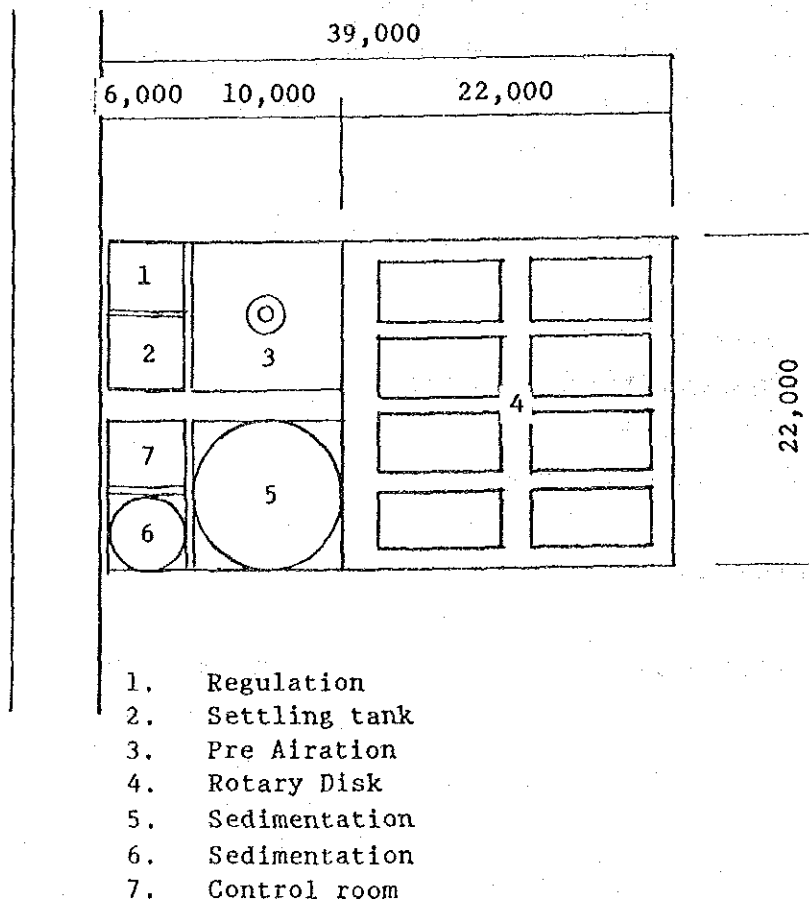 39,000
6,000 10,000 22,000
1
2
3
4
22,000
7
5
6
1. Regulation
2. Settling tank
3. Pre Airation
4. Rotary Disk
5. Sedimentation
6. Sedimentation
7. Control room